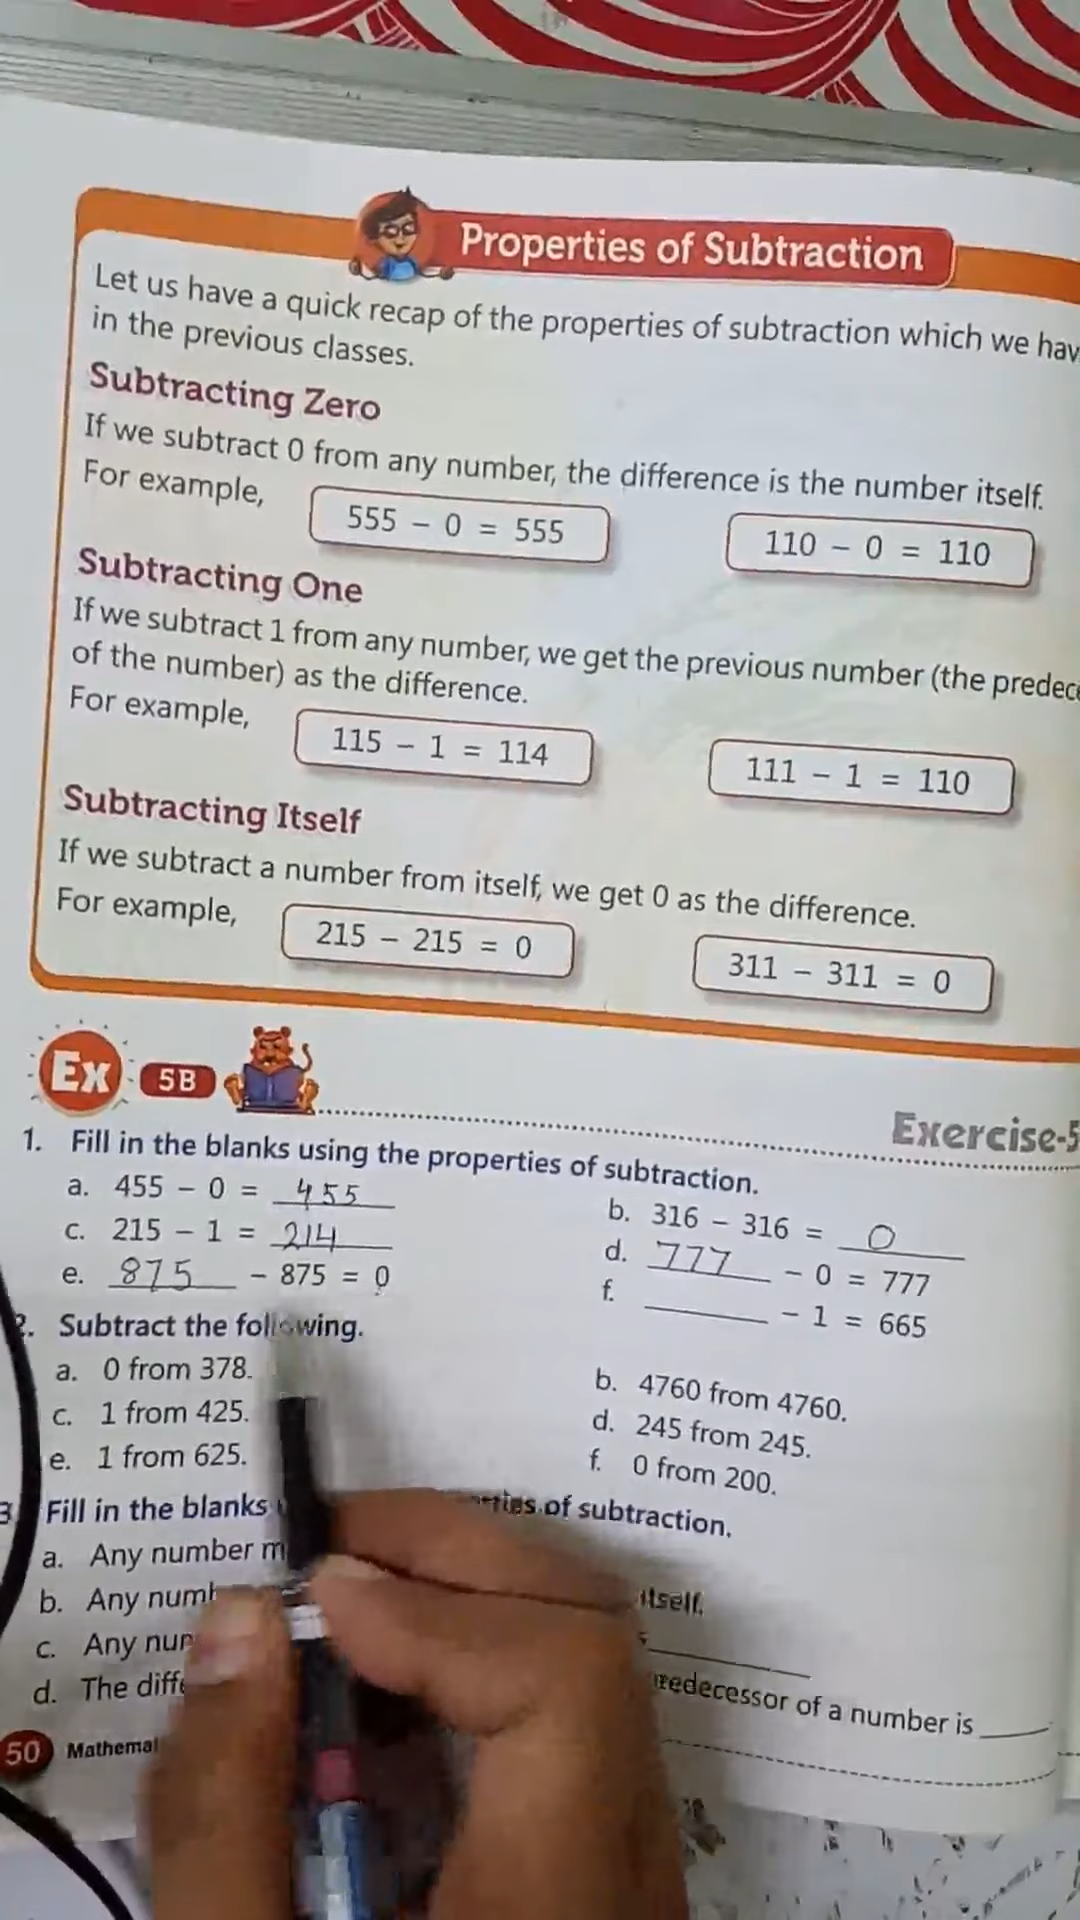 Properties of Subtraction
Let us have a quick recap of the properties of subtraction which we
in the previous classes.
Subtracting Zero
If we subtract 0 from any number, the difference is the number itself.
For example,
555 – 0 = 555
110 – 0 = 110
Subtracting One
If we subtract 1 from any number, we get the previous number (the
of the number) as the difference.
For example,
115 – 1 = 114
111 – 1 = 110
Subtracting Itself
If we subtract a number from itself, we get 0 as the difference.
For example,
215 – 215 = 0
311 – 311 = 0
Ex 5B
Exercise-5
1. Fill in the blanks using the properties of subtraction.
a. 455 – 0 = 455
b. 316 – 316 = 0
c. 215 – 1 = 214
d. 777 – 0 = 777
e. 875 – 875 = 0
f. ______ – 1 = 665
2. Subtract the following.
a. 0 from 378.
b. 4760 from 4760.
c. 1 from 425.
d. 245 from 245.
e. 1 from 625.
f. 0 from 200.
3 Fill in the blanks of subtraction.
a. Any number
b. Any itself.
c. Any ______
d. The of a number is ____
50